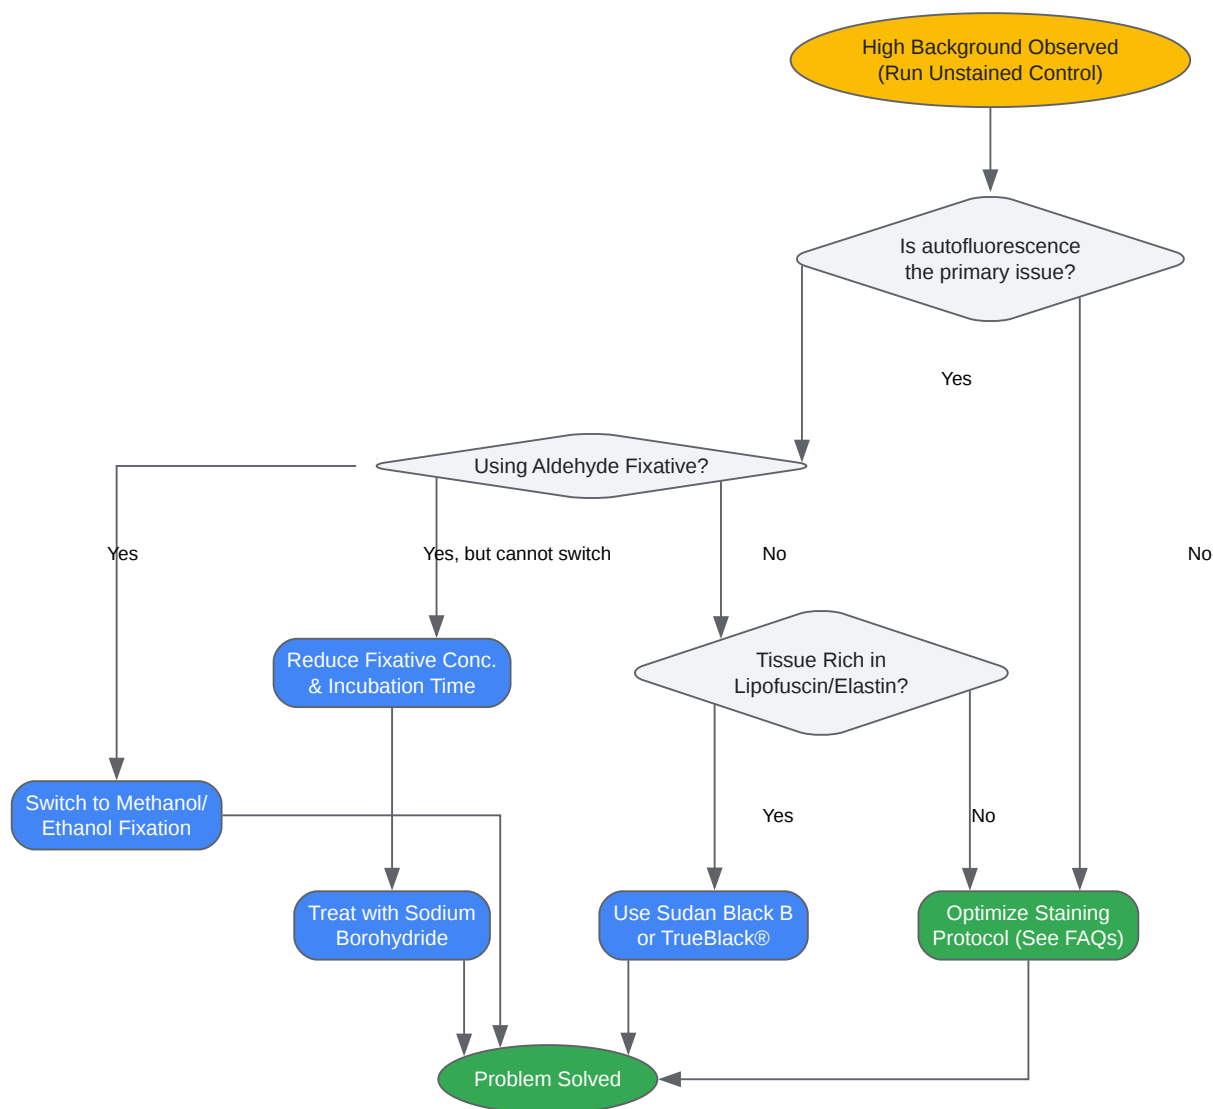 High Background Observed
(Run Unstained Control)
Is autofluorescence
the primary issue?
Yes
Using Aldehyde Fixative?
Yes
Yes, but cannot switch
No
No
Reduce Fixative Conc.
& Incubation Time
Tissue Rich in
Lipofuscin/Elastin?
Switch to Methanol/
Ethanol Fixation
Yes
No
Treat with Sodium
Borohydride
Use Sudan Black B
or TrueBlack®
Optimize Staining
Protocol (See FAQs)
Problem Solved